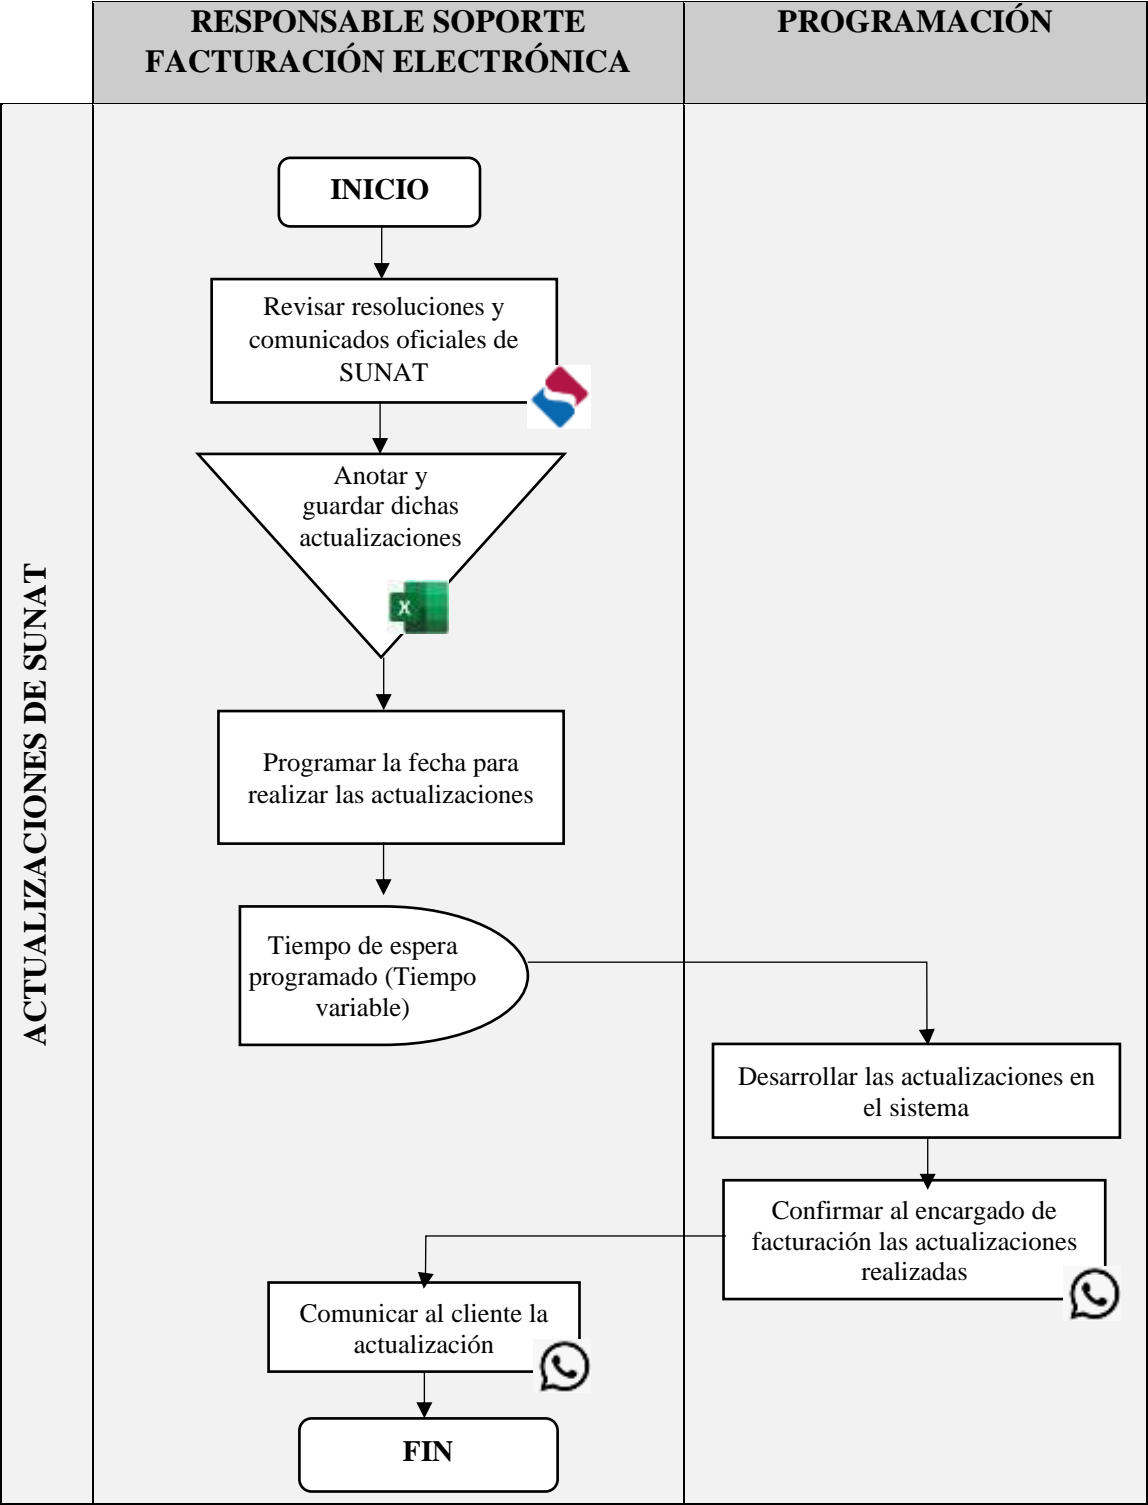 RESPONSABLE SOPORTE
FACTURACIÓN ELECTRÓNICA
PROGRAMACIÓN
ACTUALIZACIONES DE SUNAT
INICIO
Revisar resoluciones y
comunicados oficiales de
SUNAT
Anotar y
guardar dichas
actualizaciones
X
Programar la fecha para
realizar las actualizaciones
Tiempo de espera
programado (Tiempo
variable)
Desarrollar las actualizaciones en
el sistema
Confirmar al encargado de
facturación las actualizaciones
realizadas
Comunicar al cliente la
actualización
FIN